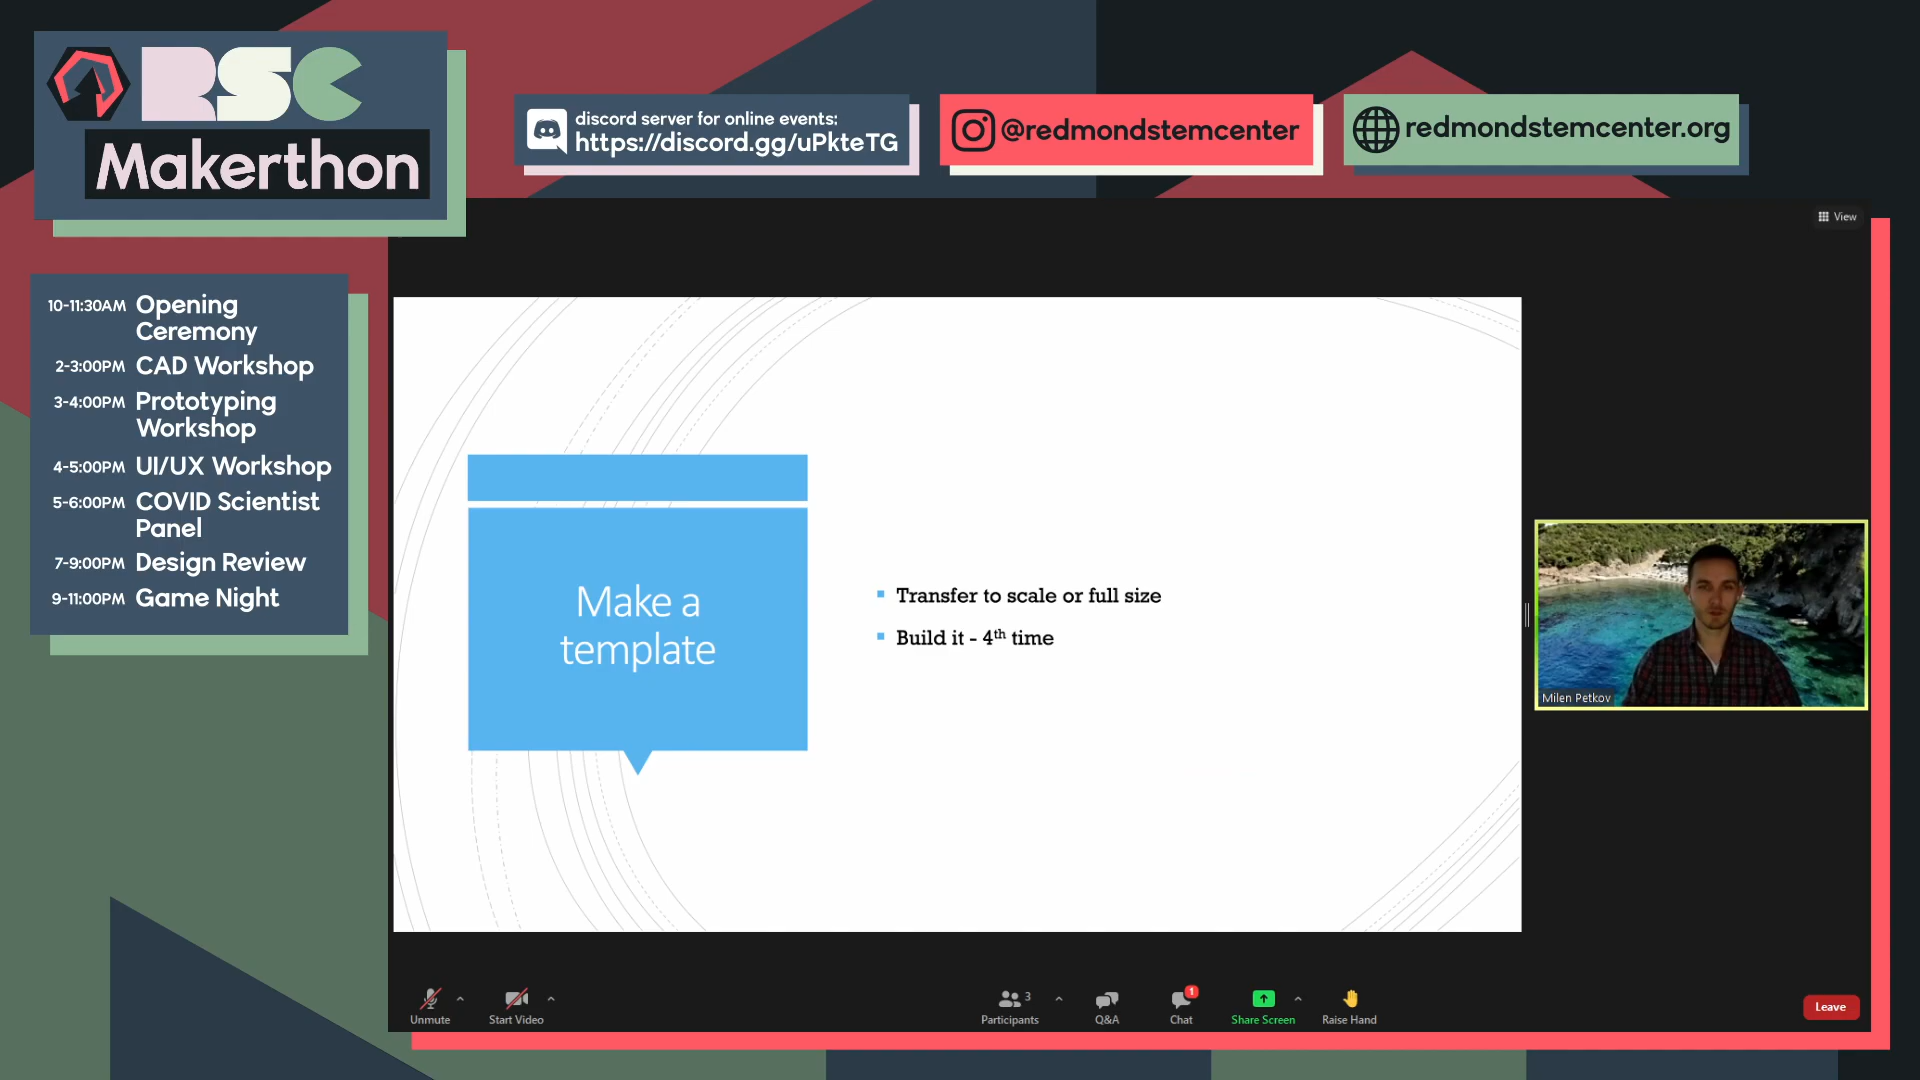 RSC
Makerthon
discord server for online events:
https://discord.gg/uPkteTG
@redmondstemcenter
redmondstemcenter.org
View
10-11:30AM Opening
Ceremony
2-3:00PM CAD Workshop
3-4:00PM Prototyping
Workshop
4-5:00PM UI/UX Workshop
5-6:00PM COVID Scientist
Panel
7-9:00PM Design Review
9-11:00PM Game Night
Make a
template
Transfer to scale or full size
Build it - 4th time
Milen Petkov
Unmute
Start Video
3
Participants
Q&A
1
Chat
Share Screen
Raise Hand
Leave